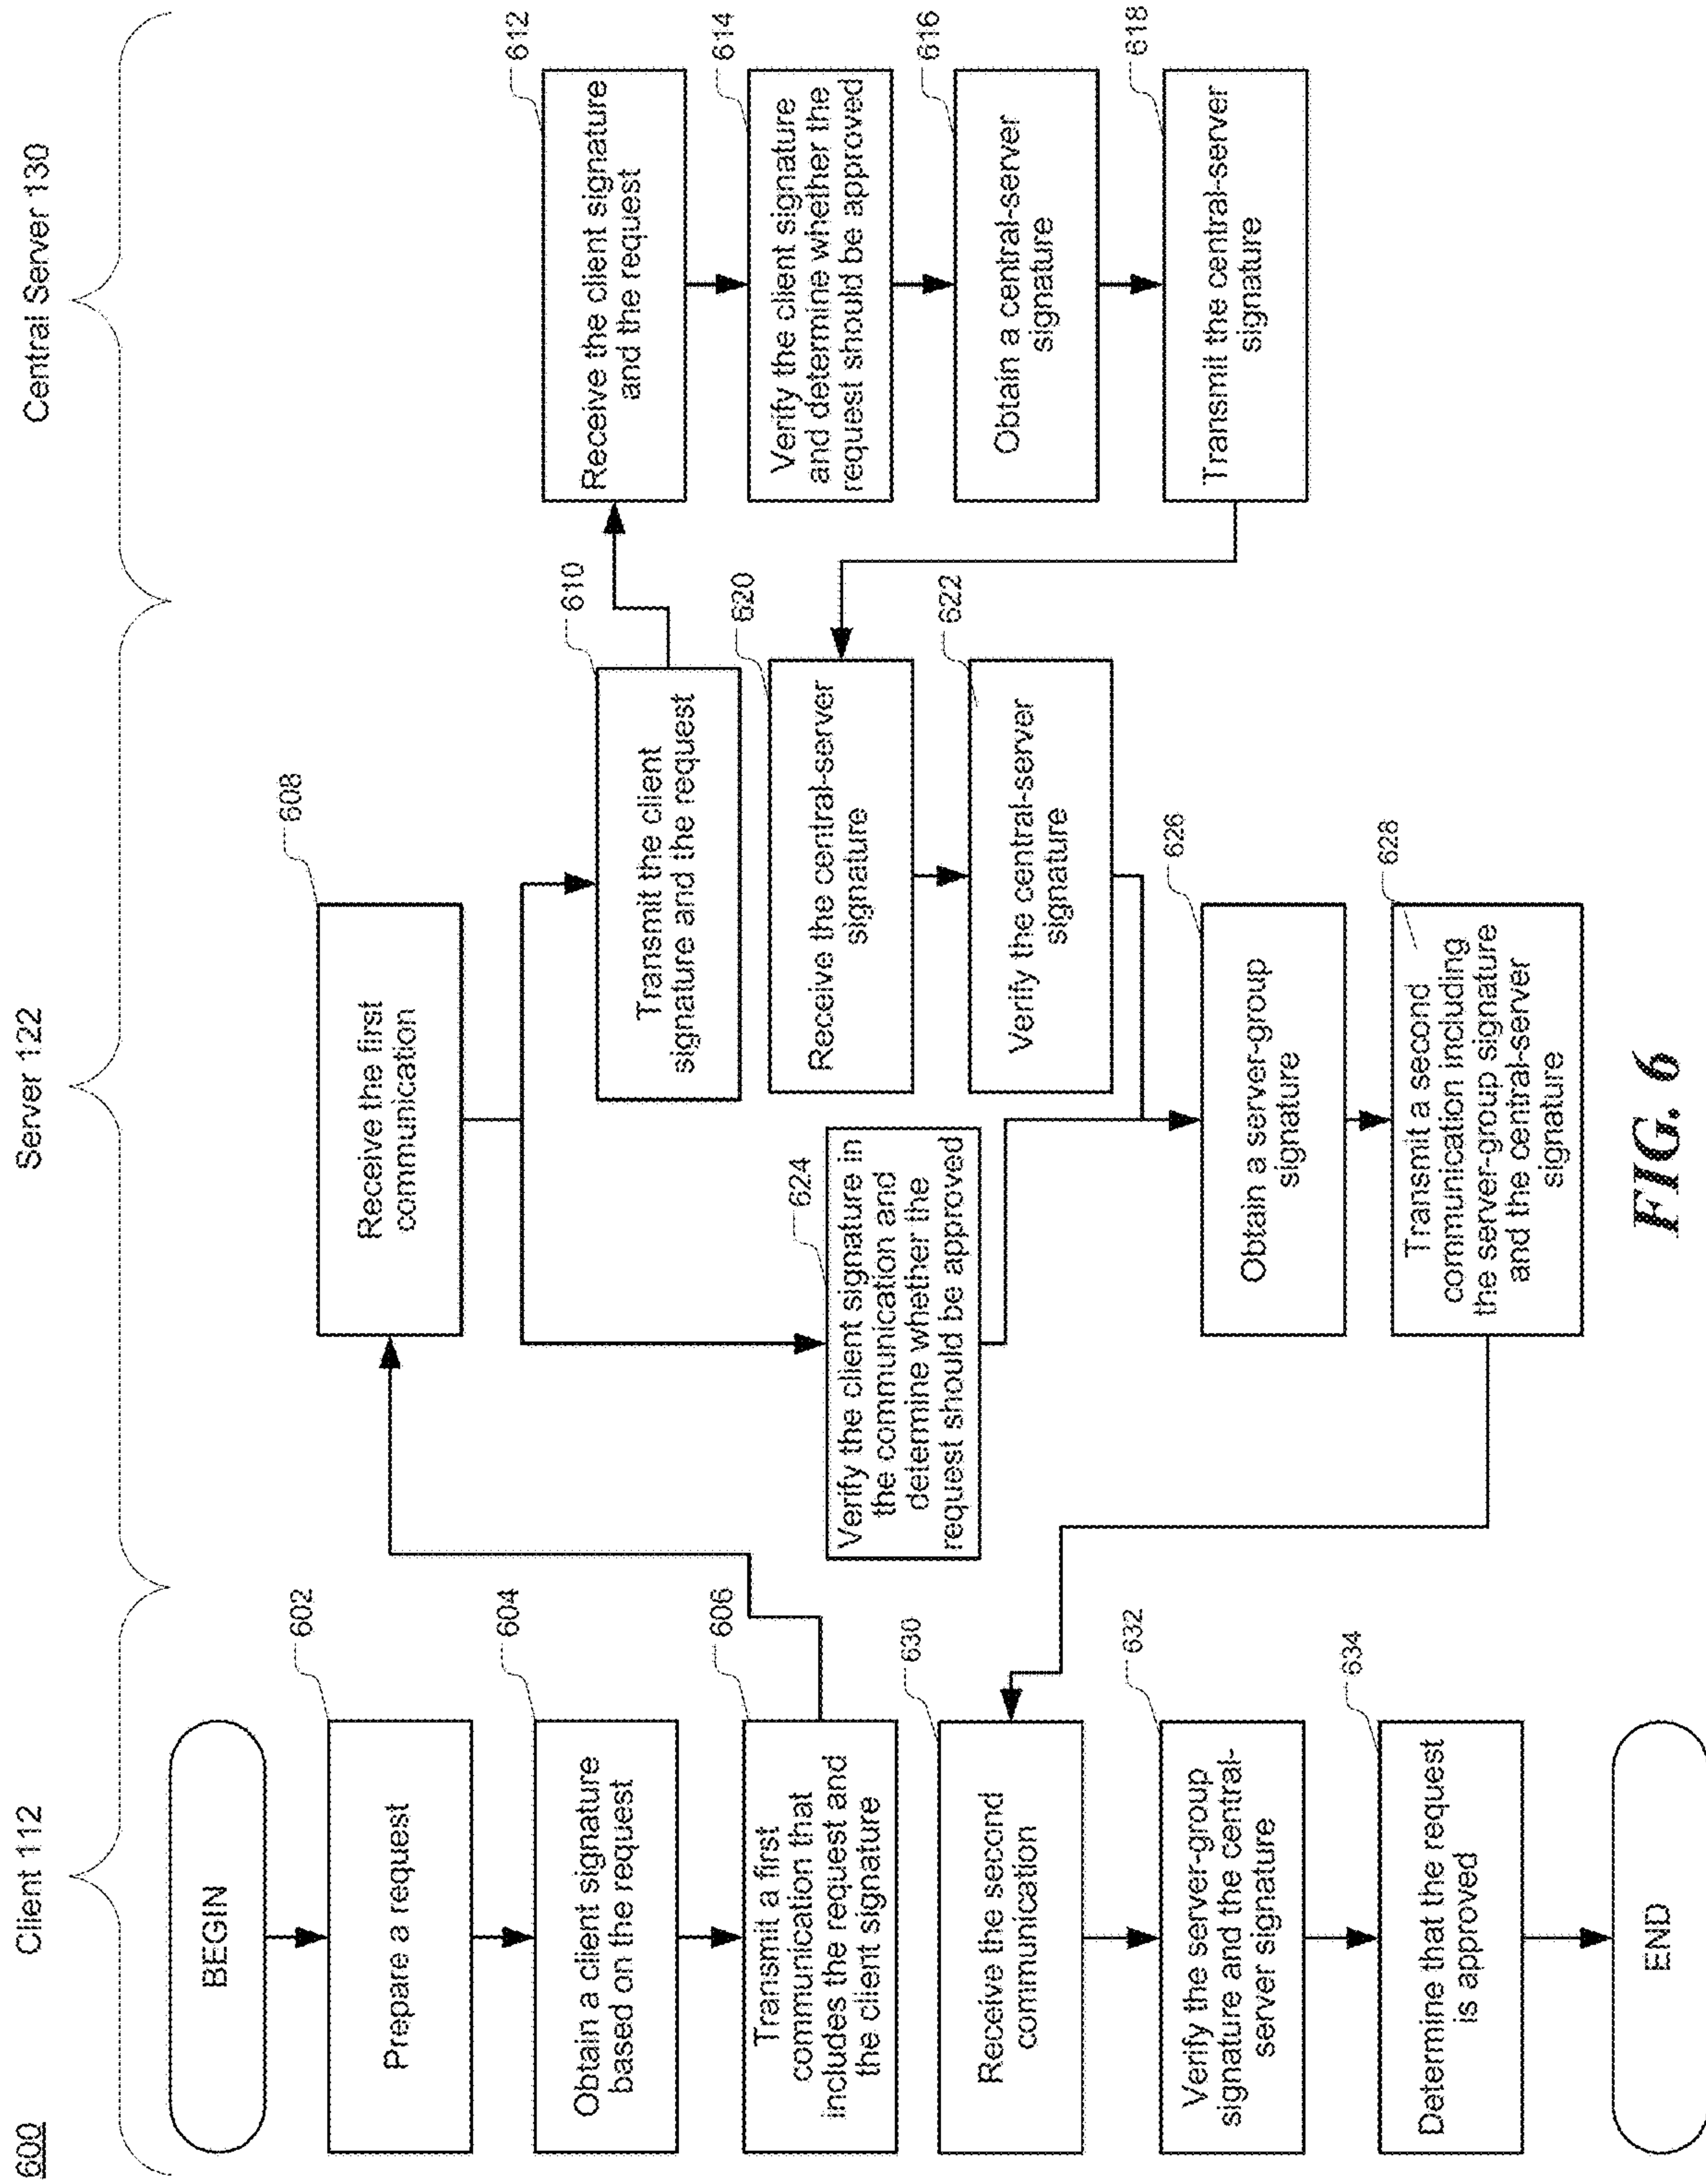 600
Client 112
Server 122
Central Server 130
BEGIN
602
Prepare a request
604
Obtain a client signature
based on the request
606
Transmit a first
communication that
includes the request and
the client signature
608
Receive the first
communication
610
Transmit the client
signature and the request
612
Receive the client signature
and the request
614
Verify the client signature
and determine whether the
request should be approved
616
Obtain a central-server
signature
618
Transmit the central-server
signature
620
Receive the central-server
signature
622
Verify the central-server
signature
624
Verify the client signature in
the communication and
determine whether the
request should be approved
626
Obtain a server-group
signature
628
Transmit a second
communication including
the server-group signature
and the central-server
signature
630
Receive the second
communication
632
Verify the server-group
signature and the central-
server signature
634
Determine that the request
is approved
END
FIG. 6